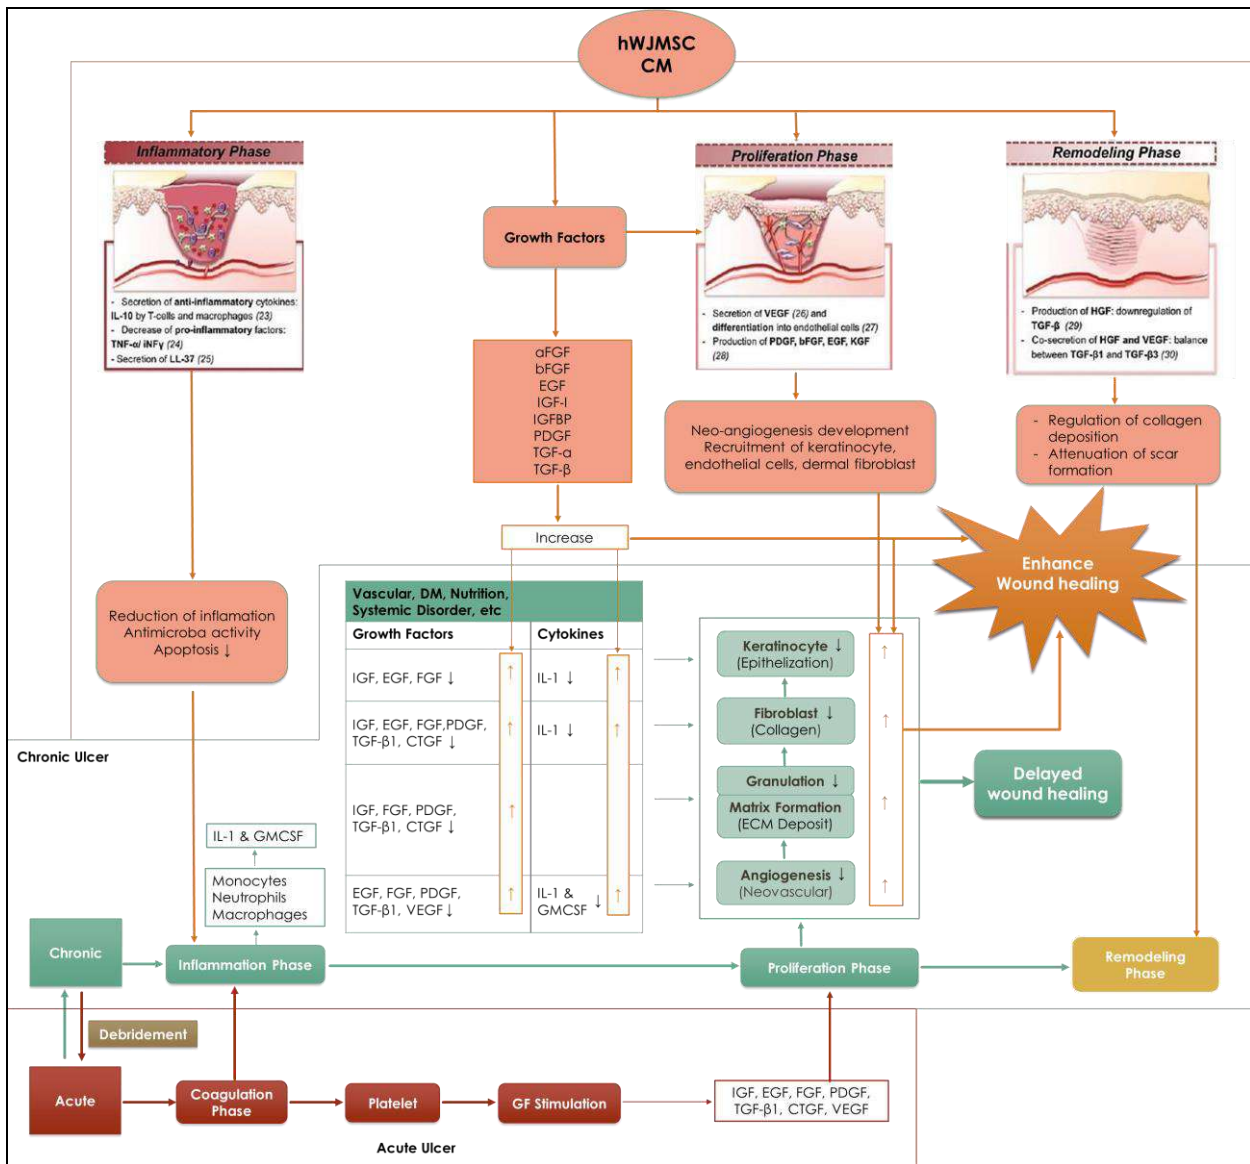 hWJMSC
CM
Inflammatory Phase
- Secretion of anti-inflammatory cytokines:
IL-10 by T-cells and macrophages (23)
- Decrease of pro-inflammatory factors:
TNF-α/ iNFγ (24)
- Secretion of LL-37 (25)
Growth Factors
Proliferation Phase
- Secretion of VEGF (26) and
differentiation into endothelial cells (27)
- Production of PDGF, bFGF, EGF, KGF
(28)
Remodeling Phase
- Production of HGF: downregulation of
TGF-β (29)
- Co-secretion of HGF and VEGF: balance
between TGF-β1 and TGF-β3 (30)
aFGF
bFGF
EGF
IGF-I
IGFBP
PDGF
TGF-α
TGF-β
Neo-angiogenesis development
Recruitment of keratinocyte,
endothelial cells, dermal fibroblast
- Regulation of collagen
deposition
- Attenuation of scar
formation
Increase
Enhance
Wound healing
Reduction of inflamation
Antimicroba activity
Apoptosis ↓
Vascular, DM, Nutrition,
Systemic Disorder, etc
Growth Factors
Cytokines
IGF, EGF, FGF ↓
↑
IL-1 ↓
↑
IGF, EGF, FGF,PDGF,
TGF-β1, CTGF ↓
↑
IL-1 ↓
↑
IGF, FGF, PDGF,
TGF-β1, CTGF ↓
↑
EGF, FGF, PDGF,
TGF-β1, VEGF ↓
↑
IL-1 &
GMCSF ↓
↑
Keratinocyte ↓
(Epithelization)
↑
Fibroblast ↓
(Collagen)
↑
Granulation ↓
Matrix Formation
(ECM Deposit)
↑
Angiogenesis ↓
(Neovascular)
↑
Delayed
wound healing
Chronic Ulcer
IL-1 & GMCSF
Monocytes
Neutrophils
Macrophages
Chronic
Inflammation Phase
Proliferation Phase
Remodeling
Phase
Debridement
Acute
Coagulation
Phase
Platelet
GF Stimulation
IGF, EGF, FGF, PDGF,
TGF-β1, CTGF, VEGF
Acute Ulcer